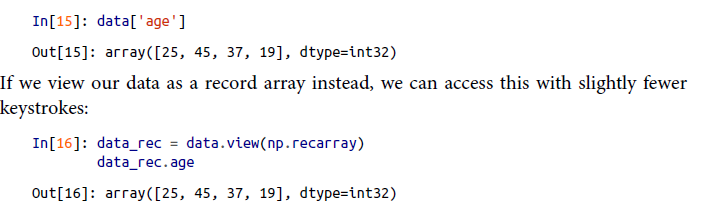 In[15]: data['age']
Out[15]: array([25, 45, 37, 19], dtype=int32)
If we view our data as a record array instead, we can access this with slightly fewer
keystrokes:
In[16]: data_rec = data.view(np.recarray)
data_rec.age
Out[16]: array([25, 45, 37, 19], dtype=int32)